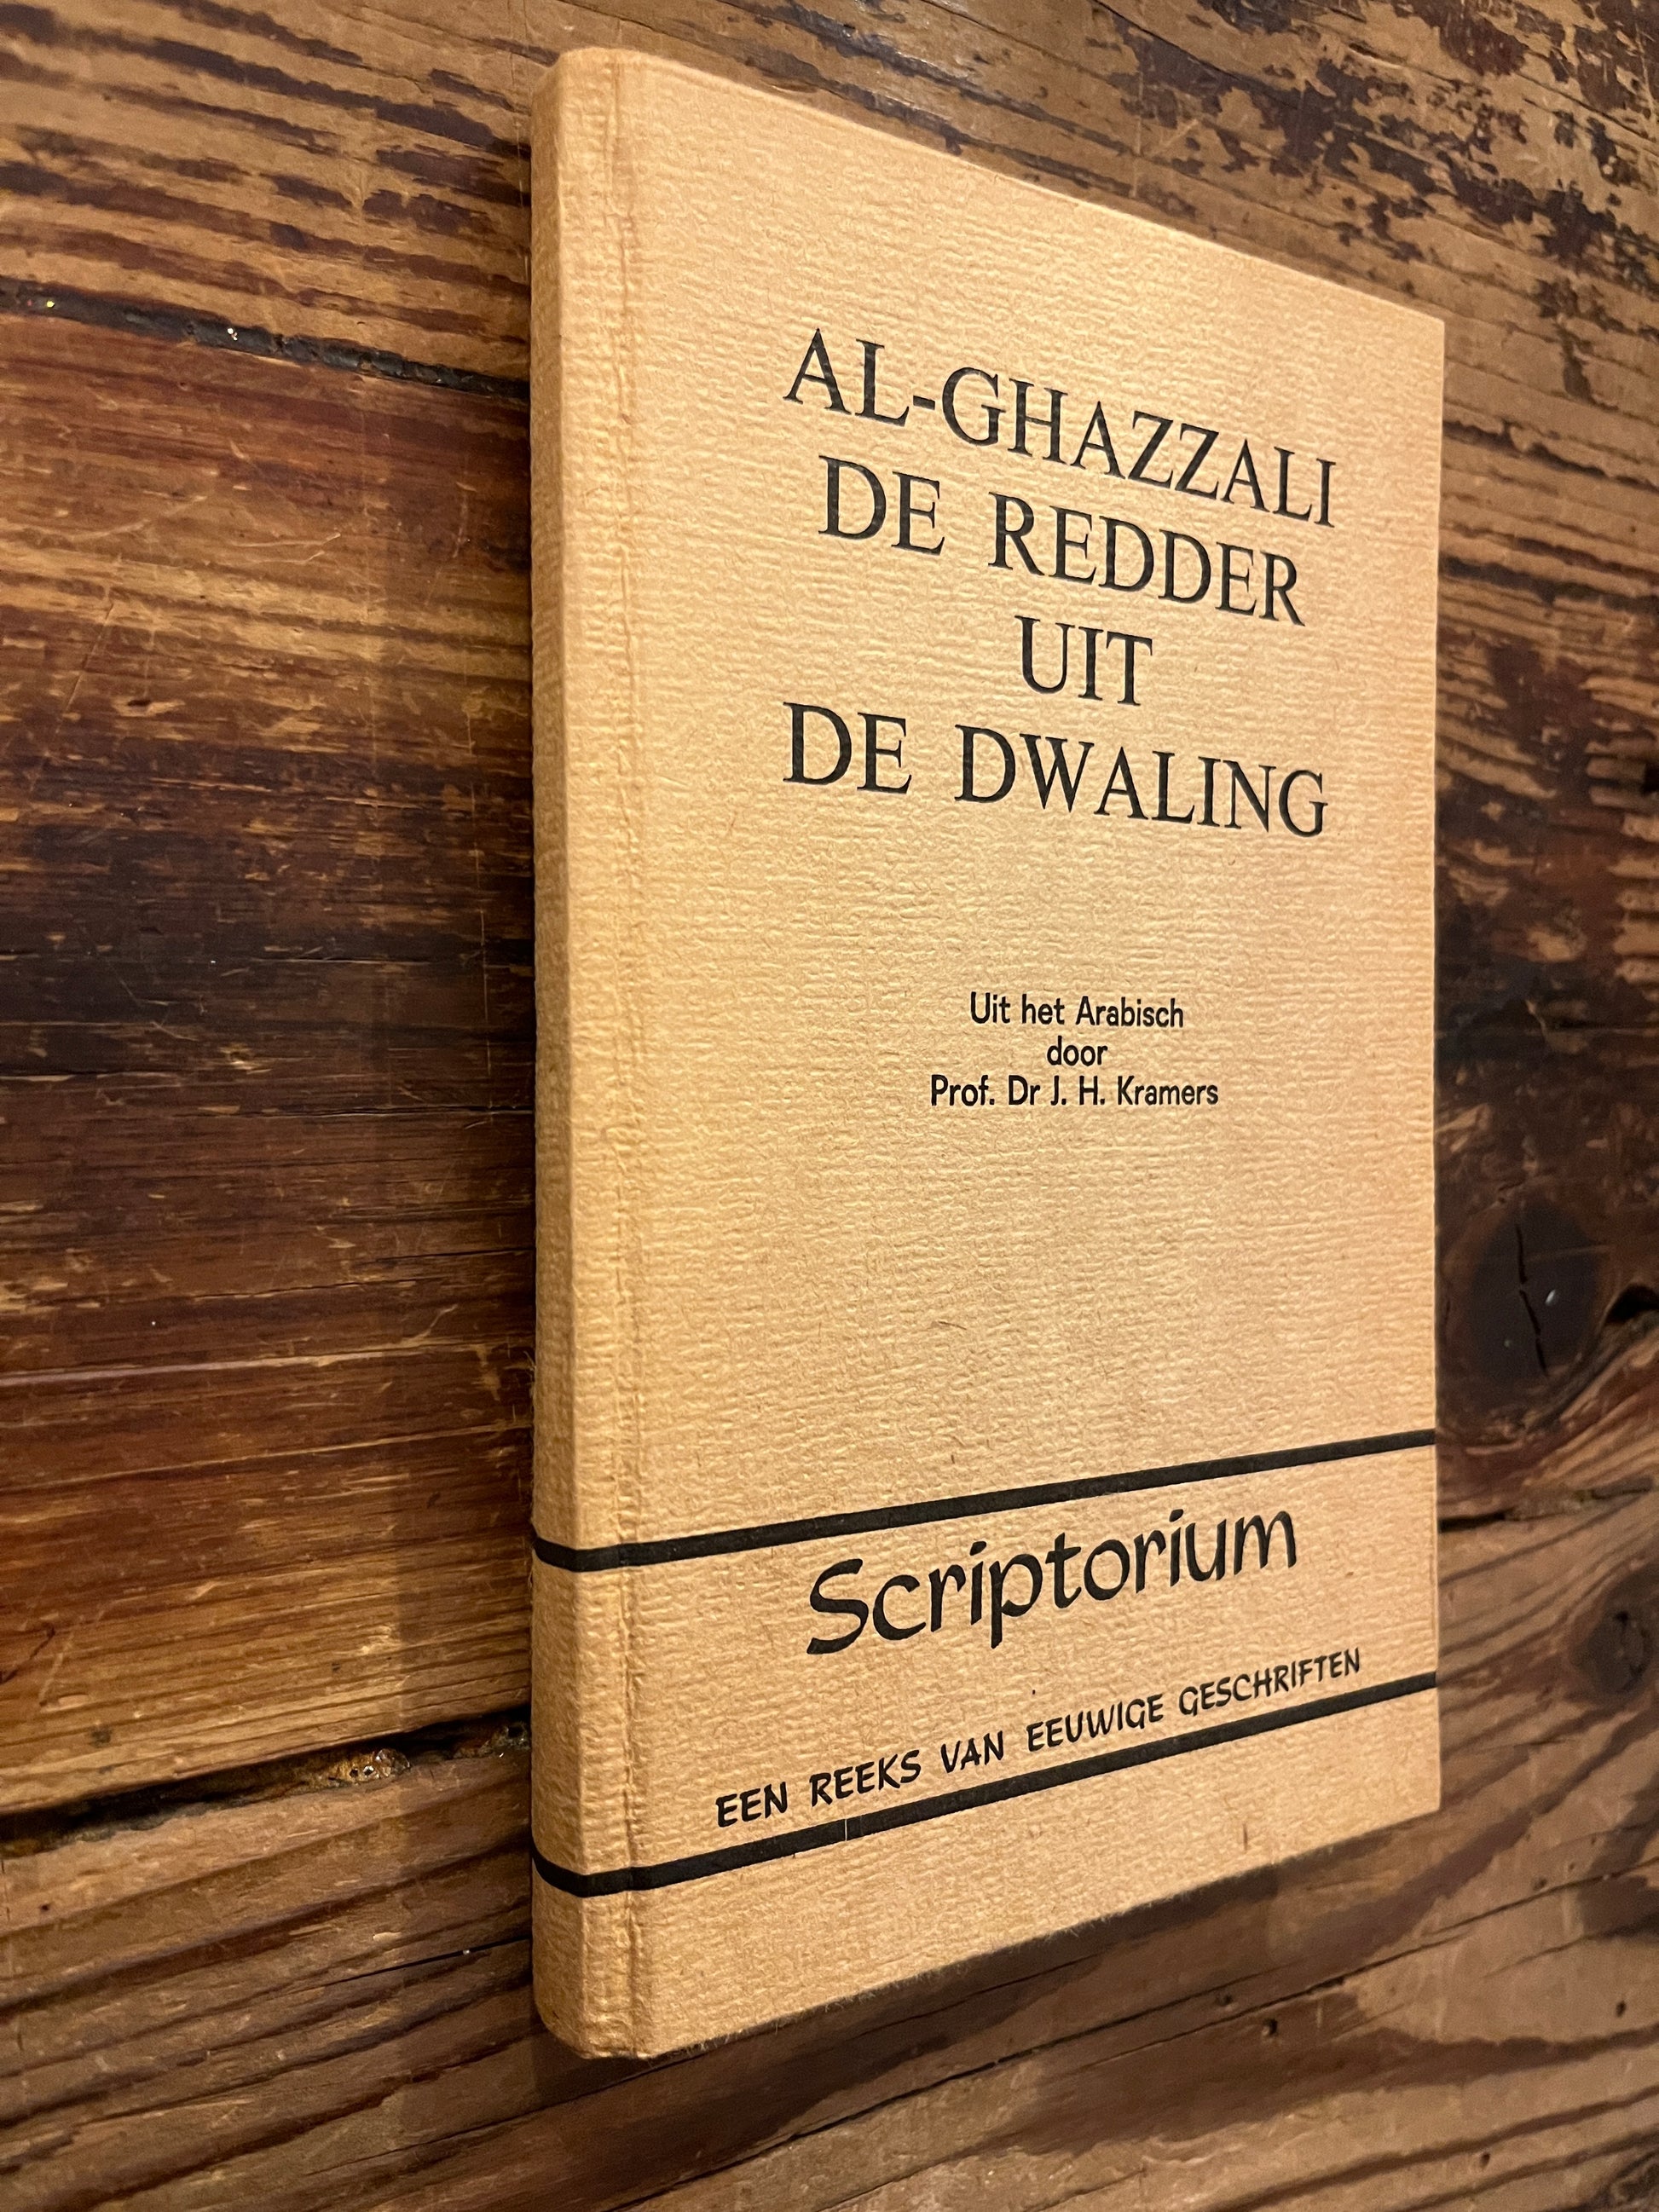 AL-GHAZZALI
DE REDDER
UIT
DE DWALING
Uit het Arabisch
door
Prof. Dr J. H. Kramers
Scriptorium
EEN REEKS VAN EEUWIGE GESCHRIFTEN